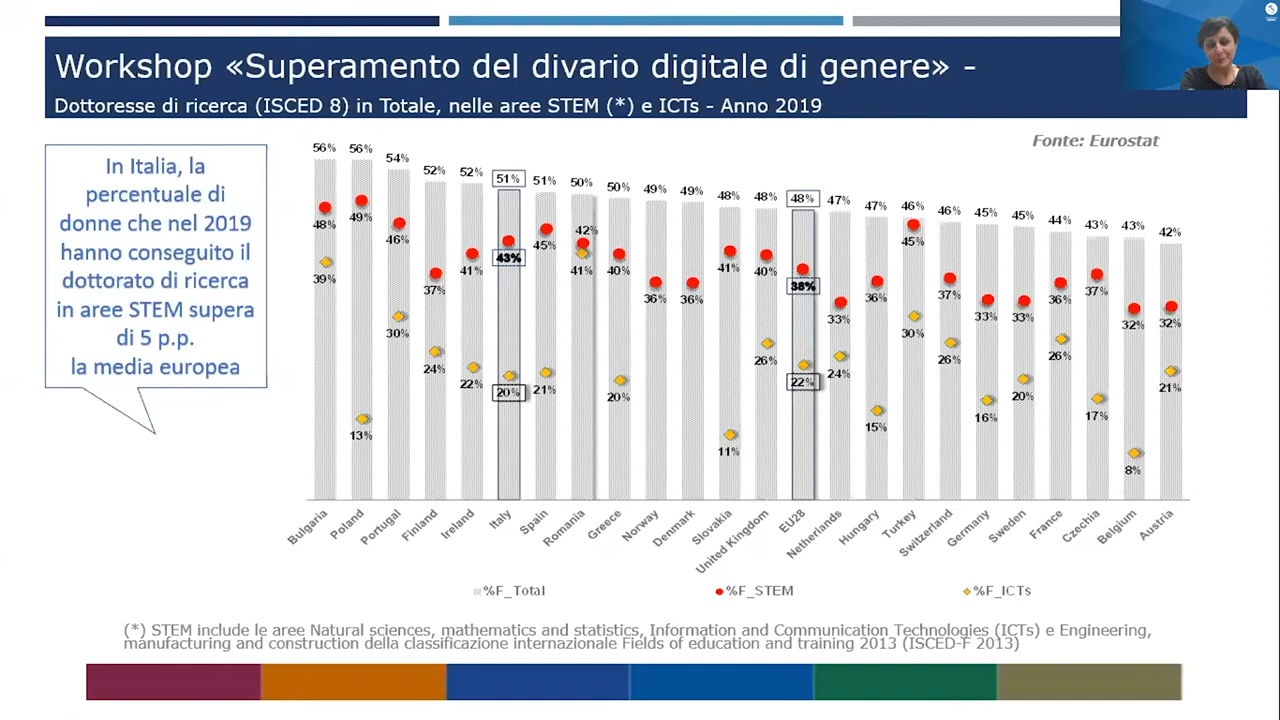 Workshop «Superamento del divario digitale di genere» -
Dottoresse di ricerca (ISCED 8) in Totale, nelle aree STEM (*) e ICTs - Anno 2019
Fonte: Eurostat
In Italia, la
percentuale di
donne che nel 2019
hanno conseguito il
dottorato di ricerca
in aree STEM supera
di 5 p.p.
la media europea
56% 56% 54% 52% 52% 51% 51% 50% 50% 49% 49% 48% 48% 48% 47% 47% 46% 46% 45% 45% 44% 43% 43% 42%
48% 49% 46% 37% 41% 43% 45% 42% 40% 36% 36% 41% 40% 38% 33% 36% 45% 37% 33% 33% 36% 37% 32% 32%
39% 13% 30% 24% 22% 20% 21% 41% 20% 11% 26% 22% 24% 15% 30% 26% 16% 20% 26% 17% 8% 21%
Bulgaria Poland Portugal Finland Ireland Italy Spain Romania Greece Norway Denmark Slovakia United Kingdom EU28 Netherlands Hungary Turkey Switzerland Germany Sweden France Czechia Belgium Austria
%F_Total %F_STEM %F_ICTs
(*) STEM include le aree Natural sciences, mathematics and statistics, Information and Communication Technologies (ICTs) e Engineering,
manufacturing and construction della classificazione internazionale Fields of education and training 2013 (ISCED-F 2013)